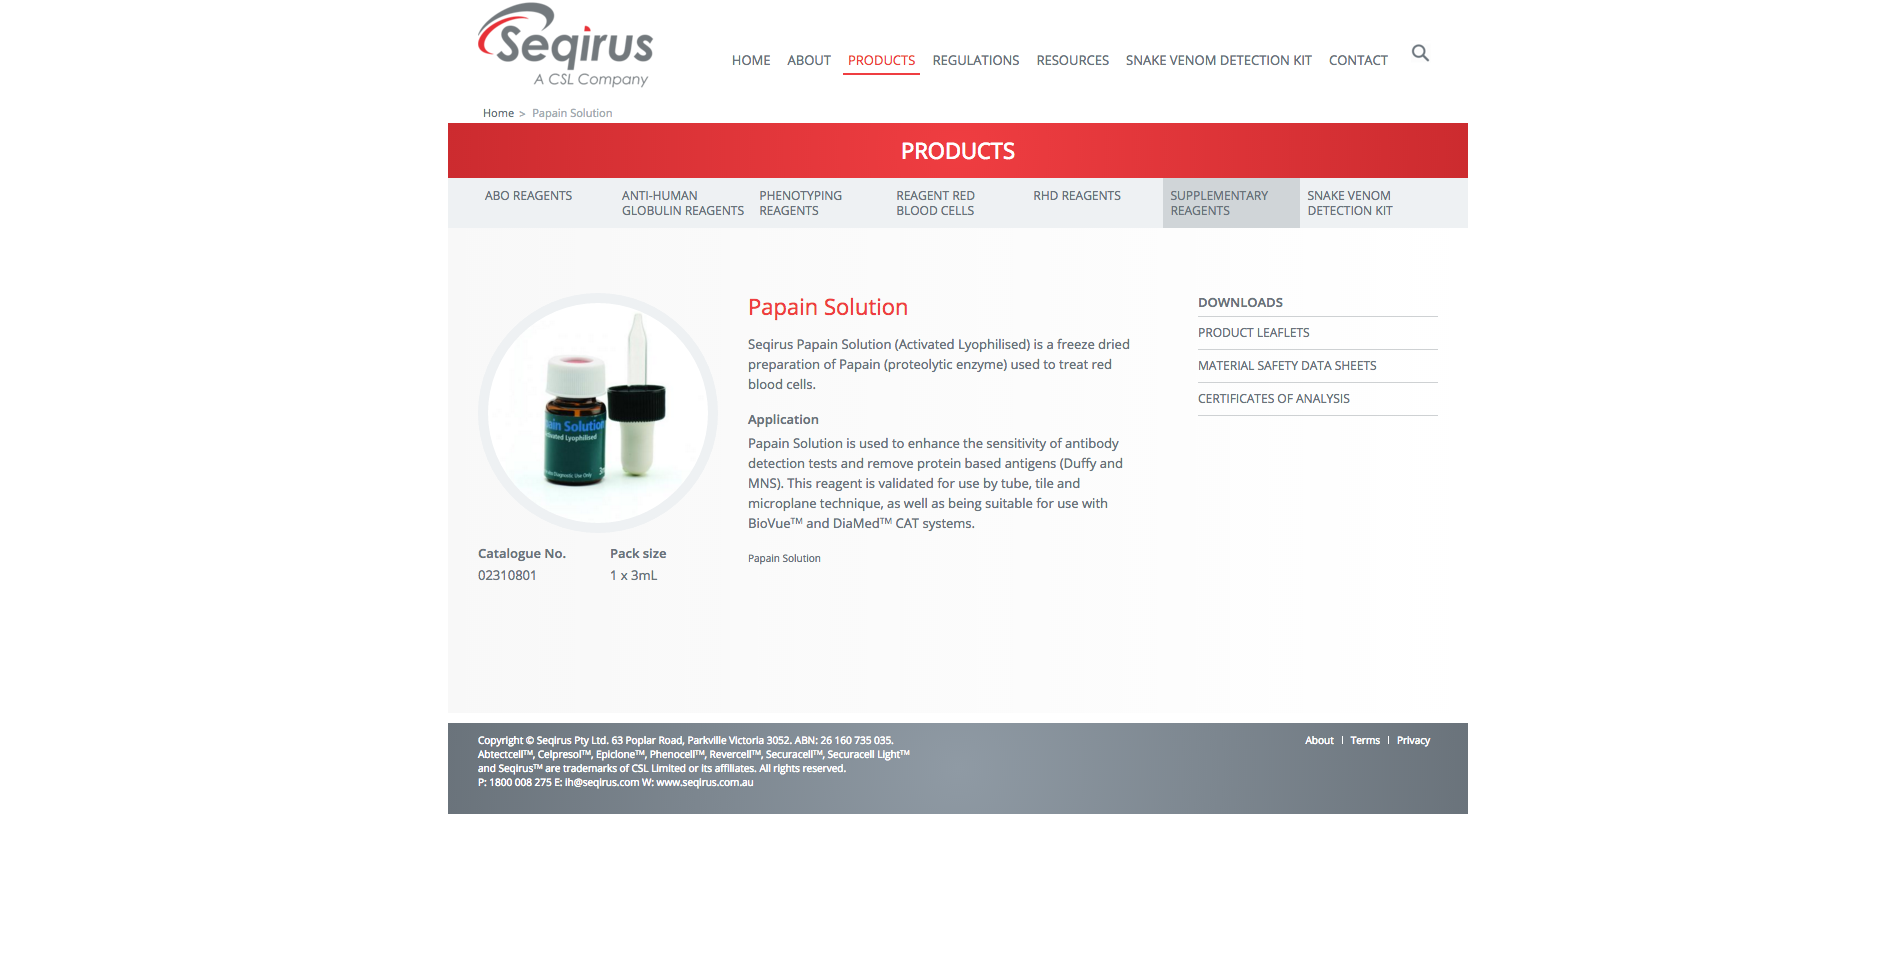 Seqirus
A CSL Company
HOME ABOUT PRODUCTS REGULATIONS RESOURCES SNAKE VENOM DETECTION KIT CONTACT
Home > Papain Solution
PRODUCTS
ABO REAGENTS
ANTI-HUMAN
GLOBULIN REAGENTS
PHENOTYPING
REAGENTS
REAGENT RED
BLOOD CELLS
RHD REAGENTS
SUPPLEMENTARY
REAGENTS
SNAKE VENOM
DETECTION KIT
ain Solution
ctivated Lyophilised
Diagnostic Use Only
Catalogue No. Pack size
02310801 1 x 3mL
Papain Solution
Seqirus Papain Solution (Activated Lyophilised) is a freeze dried
preparation of Papain (proteolytic enzyme) used to treat red
blood cells.
Application
Papain Solution is used to enhance the sensitivity of antibody
detection tests and remove protein based antigens (Duffy and
MNS). This reagent is validated for use by tube, tile and
microplane technique, as well as being suitable for use with
BioVue™ and DiaMed™ CAT systems.
Papain Solution
DOWNLOADS
PRODUCT LEAFLETS
MATERIAL SAFETY DATA SHEETS
CERTIFICATES OF ANALYSIS
Copyright © Seqirus Pty Ltd. 63 Poplar Road, Parkville Victoria 3052. ABN: 26 160 735 035.
Abtectcell™, Celpresol™, Epiclone™, Phenocell™, Revercell™, Securacell™, Securacell Light™
and Seqirus™ are trademarks of CSL Limited or its affiliates. All rights reserved.
P: 1800 008 275 E: ih@seqirus.com W: www.seqirus.com.au
About | Terms | Privacy